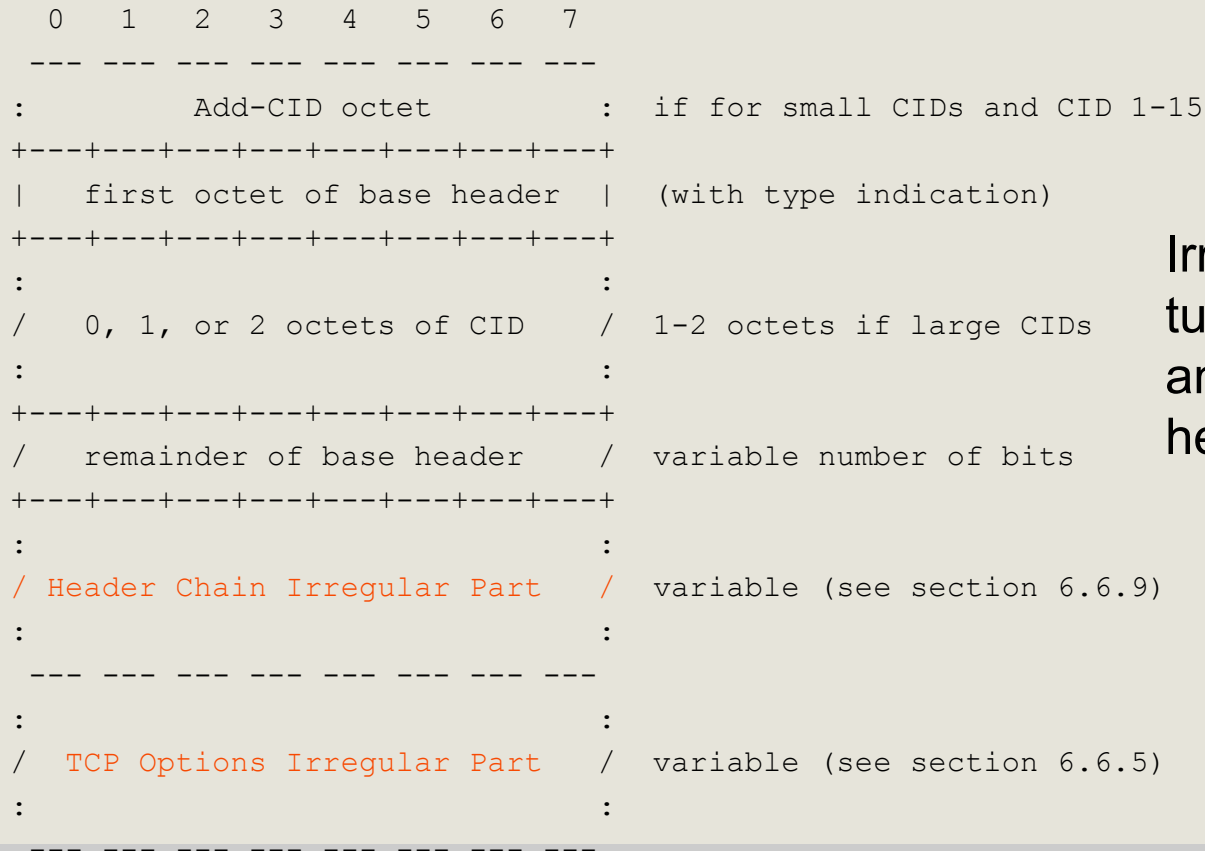 0 1 2 3 4 5 6 7
--- --- --- --- --- --- --- ---
: Add-CID octet : if for small CIDs and CID 1-15
+---+---+---+---+---+---+---+---+
| first octet of base header | (with type indication)
+---+---+---+---+---+---+---+---+
: :
/ 0, 1, or 2 octets of CID / 1-2 octets if large CIDs
: :
+---+---+---+---+---+---+---+---+
/ remainder of base header / variable number of bits
+---+---+---+---+---+---+---+---+
: :
/ Header Chain Irregular Part / variable (see section 6.6.9)
: :
--- --- --- --- --- --- --- ---
: :
/ TCP Options Irregular Part / variable (see section 6.6.5)
: :
--- --- --- --- --- --- --- ---